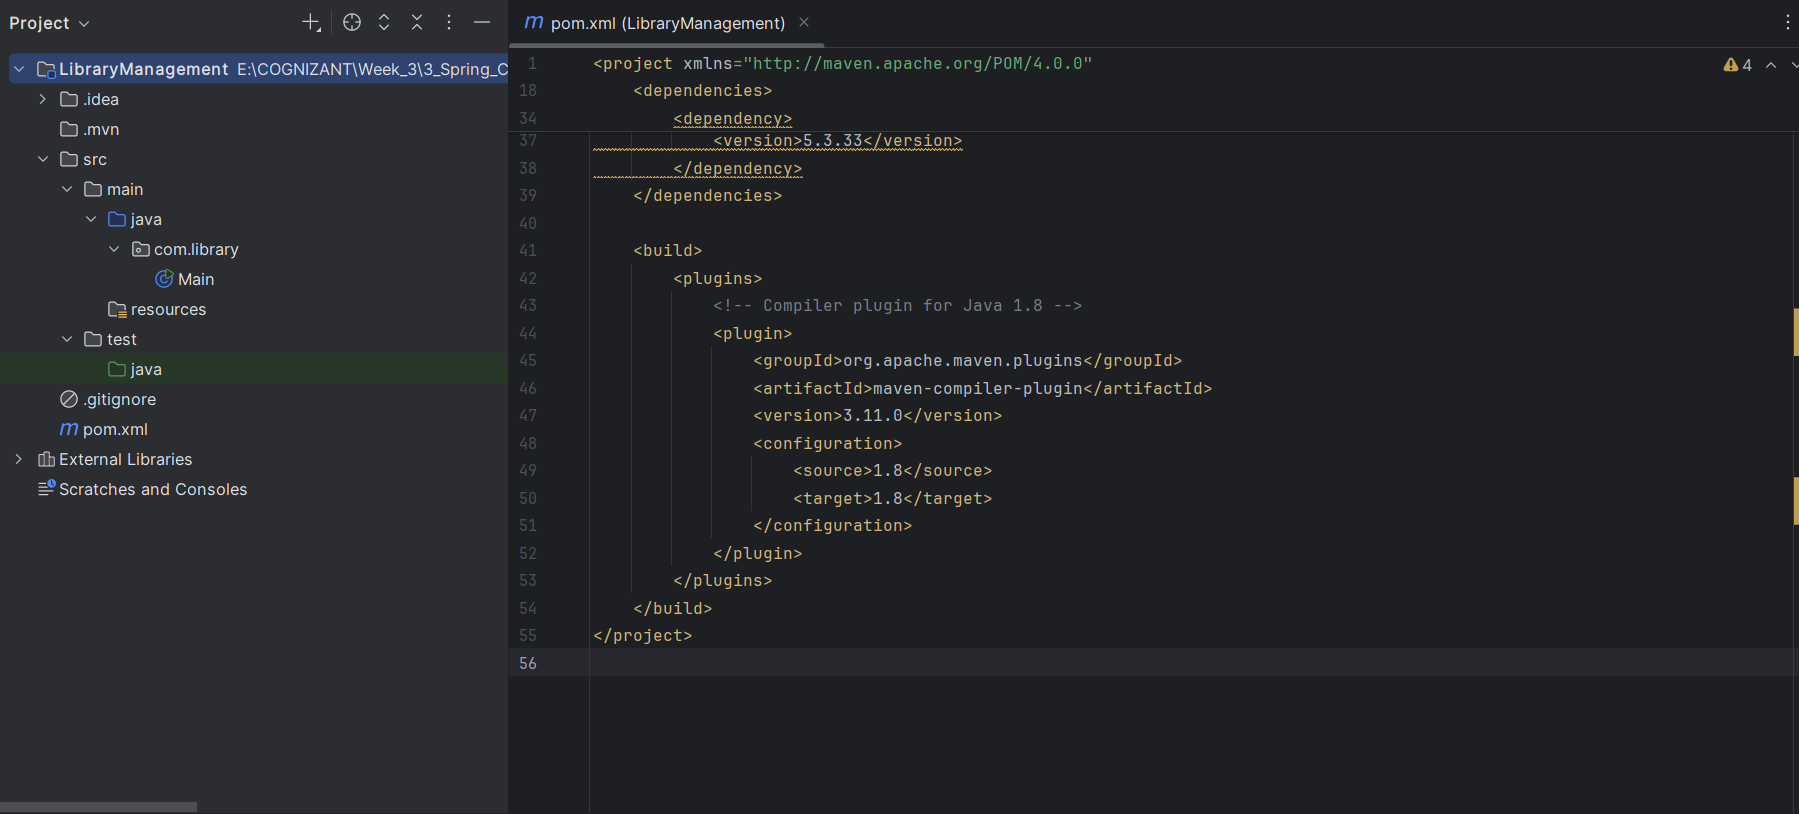 Project
LibraryManagement E:\COGNIZANT\Week_3\3_Spring_C
.idea
.mvn
src
main
java
com.library
Main
resources
test
java
.gitignore
m pom.xml
External Libraries
Scratches and Consoles
m pom.xml (LibraryManagement)
4
1 <project xmlns="http://maven.apache.org/POM/4.0.0"
18 <dependencies>
34 <dependency>
37 <version>5.3.33</version>
38 </dependency>
39 </dependencies>
40
41 <build>
42 <plugins>
43 <!-- Compiler plugin for Java 1.8 -->
44 <plugin>
45 <groupId>org.apache.maven.plugins</groupId>
46 <artifactId>maven-compiler-plugin</artifactId>
47 <version>3.11.0</version>
48 <configuration>
49 <source>1.8</source>
50 <target>1.8</target>
51 </configuration>
52 </plugin>
53 </plugins>
54 </build>
55 </project>
56